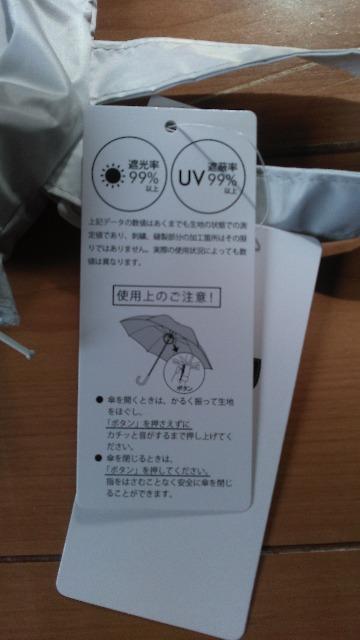 遮光率
99%
以上
UV
遮蔽率
99%
以上
上記データの数値はあくまでも生地の状態での測
定値であり、刺繍、縫製部分の加工箇所はその限
りではありません。実際の使用状況によっても数
値は異なります。
使用上のご注意！
ボタン
● 傘を開くときは、かるく振って生地
をほぐし、
「ボタン」を押さえずに
カチッと音がするまで押し上げてく
ださい。
● 傘を閉じるときは、
「ボタン」を押してください。
指をはさむことなく安全に傘を閉じ
ることができます。